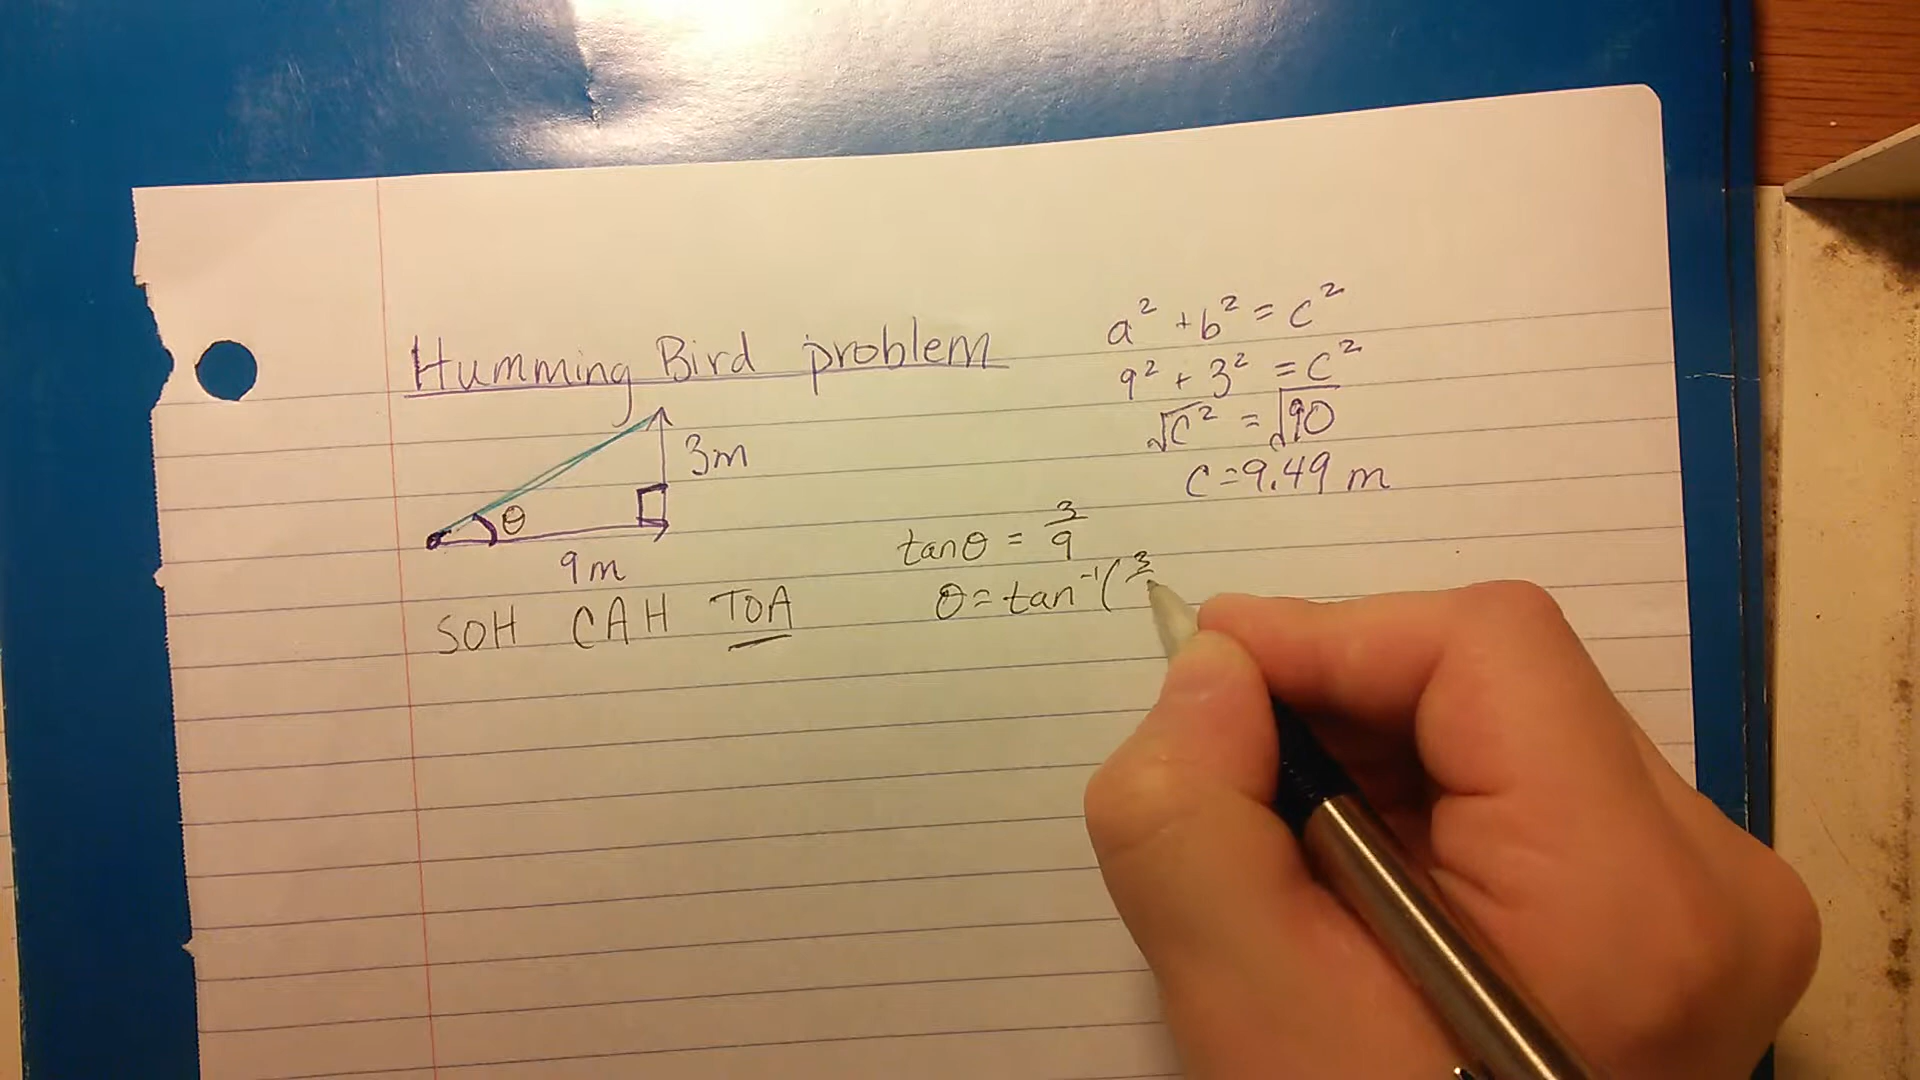 Humming Bird problem
a² + b² = c²
9² + 3² = c²
√c² = √90
c = 9.49 m
3m
θ
9m
tanθ = 3/9
θ = tan⁻¹(3
SOH CAH TOA